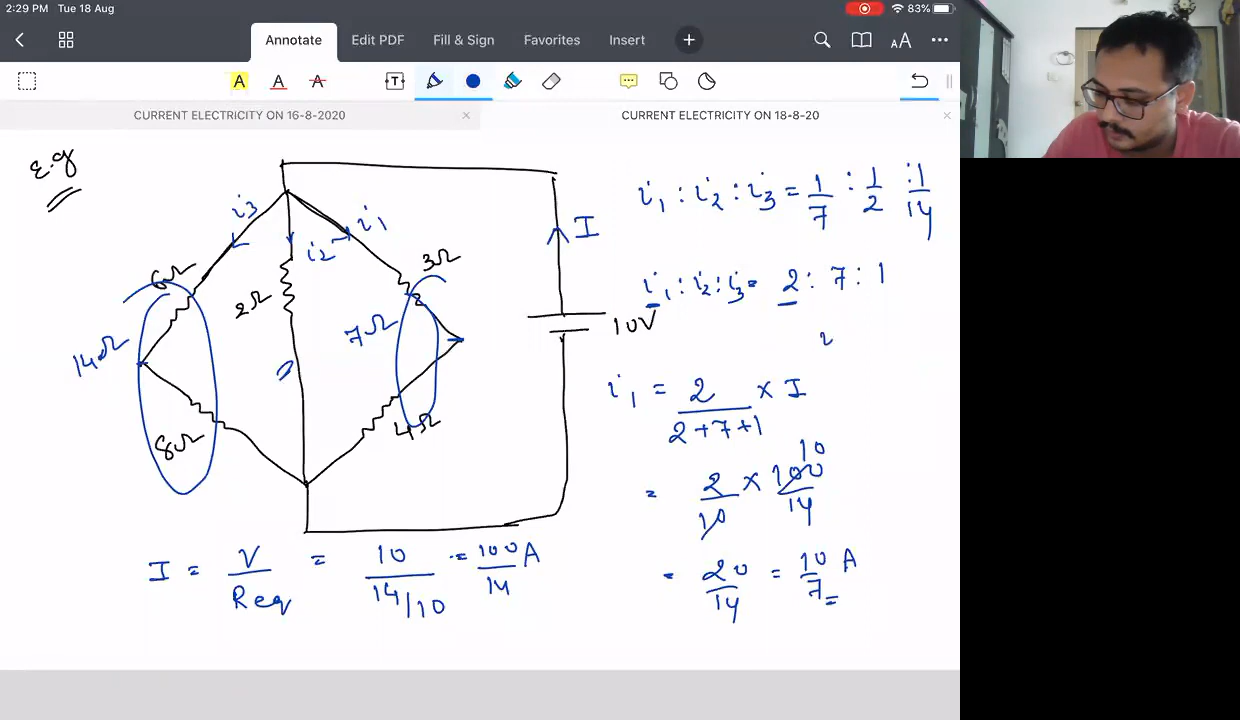 2:29 PM Tue 18 Aug
83%
Annotate
Edit PDF
Fill & Sign
Favorites
Insert
A
A
A
T
AA
CURRENT ELECTRICITY ON 16-8-2020
CURRENT ELECTRICITY ON 18-8-20
E.g
i3
i2
i1
I
6Ω
2Ω
3Ω
14Ω
7Ω
10V
8Ω
4Ω
I = V/Req = 10/(14/10) = 100/14 A
i1 : i2 : i3 = 1/7 : 1/2 : 1/14
i1 : i2 : i3 = 2 : 7 : 1
i1 = 2/(2+7+1) × I
= 2/10 × 100/14
10
= 20/14 = 10/7 A